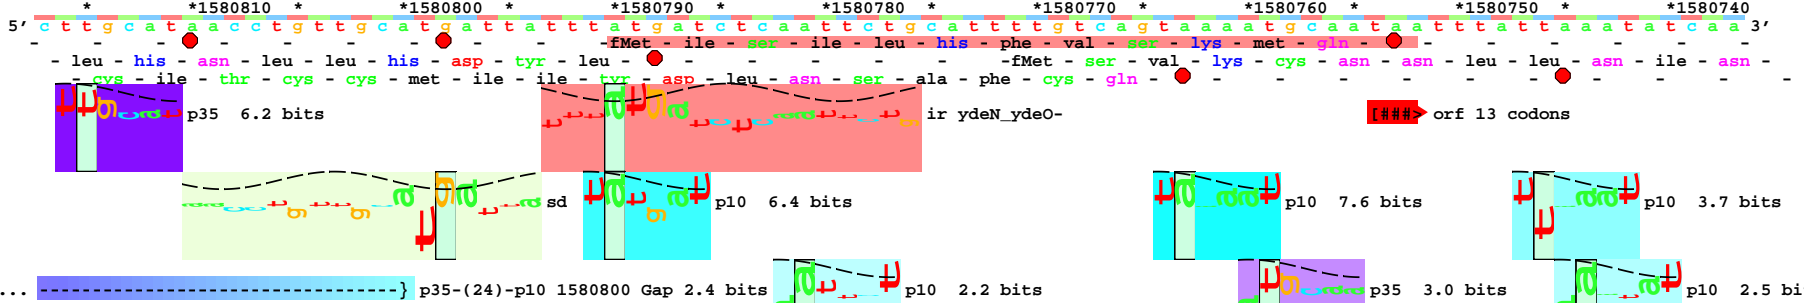 * *1580810 * *1580800 * *1580790 * *1580780 * *1580770 * *1580760 * *1580750 * *1580740
5' c t t g c a t a a c c t g t t g c a t g a t t a t t t a t g a t c t c a a t t c t g c a t t t t g t c a g t a a a a t g c a a t a a t t t a t t a a a t a t c a a 3'
- - - - - - - - - -fMet - ile - ser - ile - leu - his - phe - val - ser - lys - met - gln - - - - - - -
- leu - his - asn - leu - leu - his - asp - tyr - leu - - - - - - -fMet - ser - val - lys - cys - asn - asn - leu - leu - asn - ile - asn -
- cys - ile - thr - cys - cys - met - ile - ile - tyr - asp - leu - asn - ser - ala - phe - cys - gln - - - - - - - - - -
p35 6.2 bits ir ydeN_ydeO- [###> orf 13 codons
sd p10 6.4 bits p10 7.6 bits p10 3.7 bits
... ----------------------------------} p35-(24)-p10 1580800 Gap 2.4 bits p10 2.2 bits p35 3.0 bits p10 2.5 bi